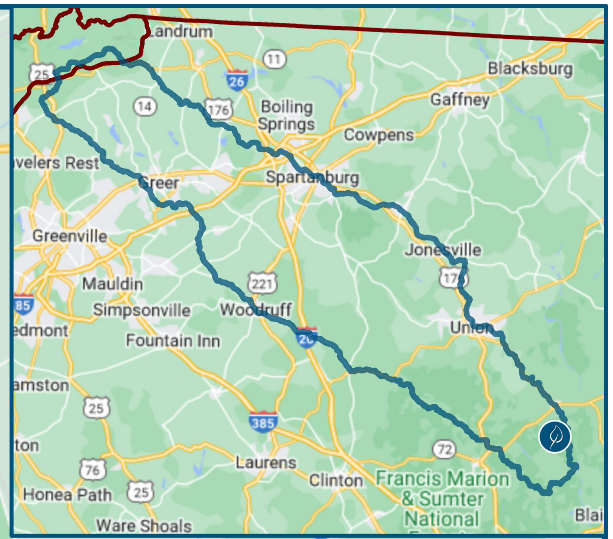 Landrum
11
25
26
Blacksburg
14
176
Boiling
Springs
Gaffney
Cowpens
avelers Rest
Greer
Spartanburg
Greenville
Jonesville
Mauldin
221
85
Simpsonville
Woodruff
26
Union
edmont
Fountain Inn
amston
25
385
ton
72
Laurens
76
Clinton
Francis Marion
25
& Sumter
Honea Path
National
Blai
Ware Shoals